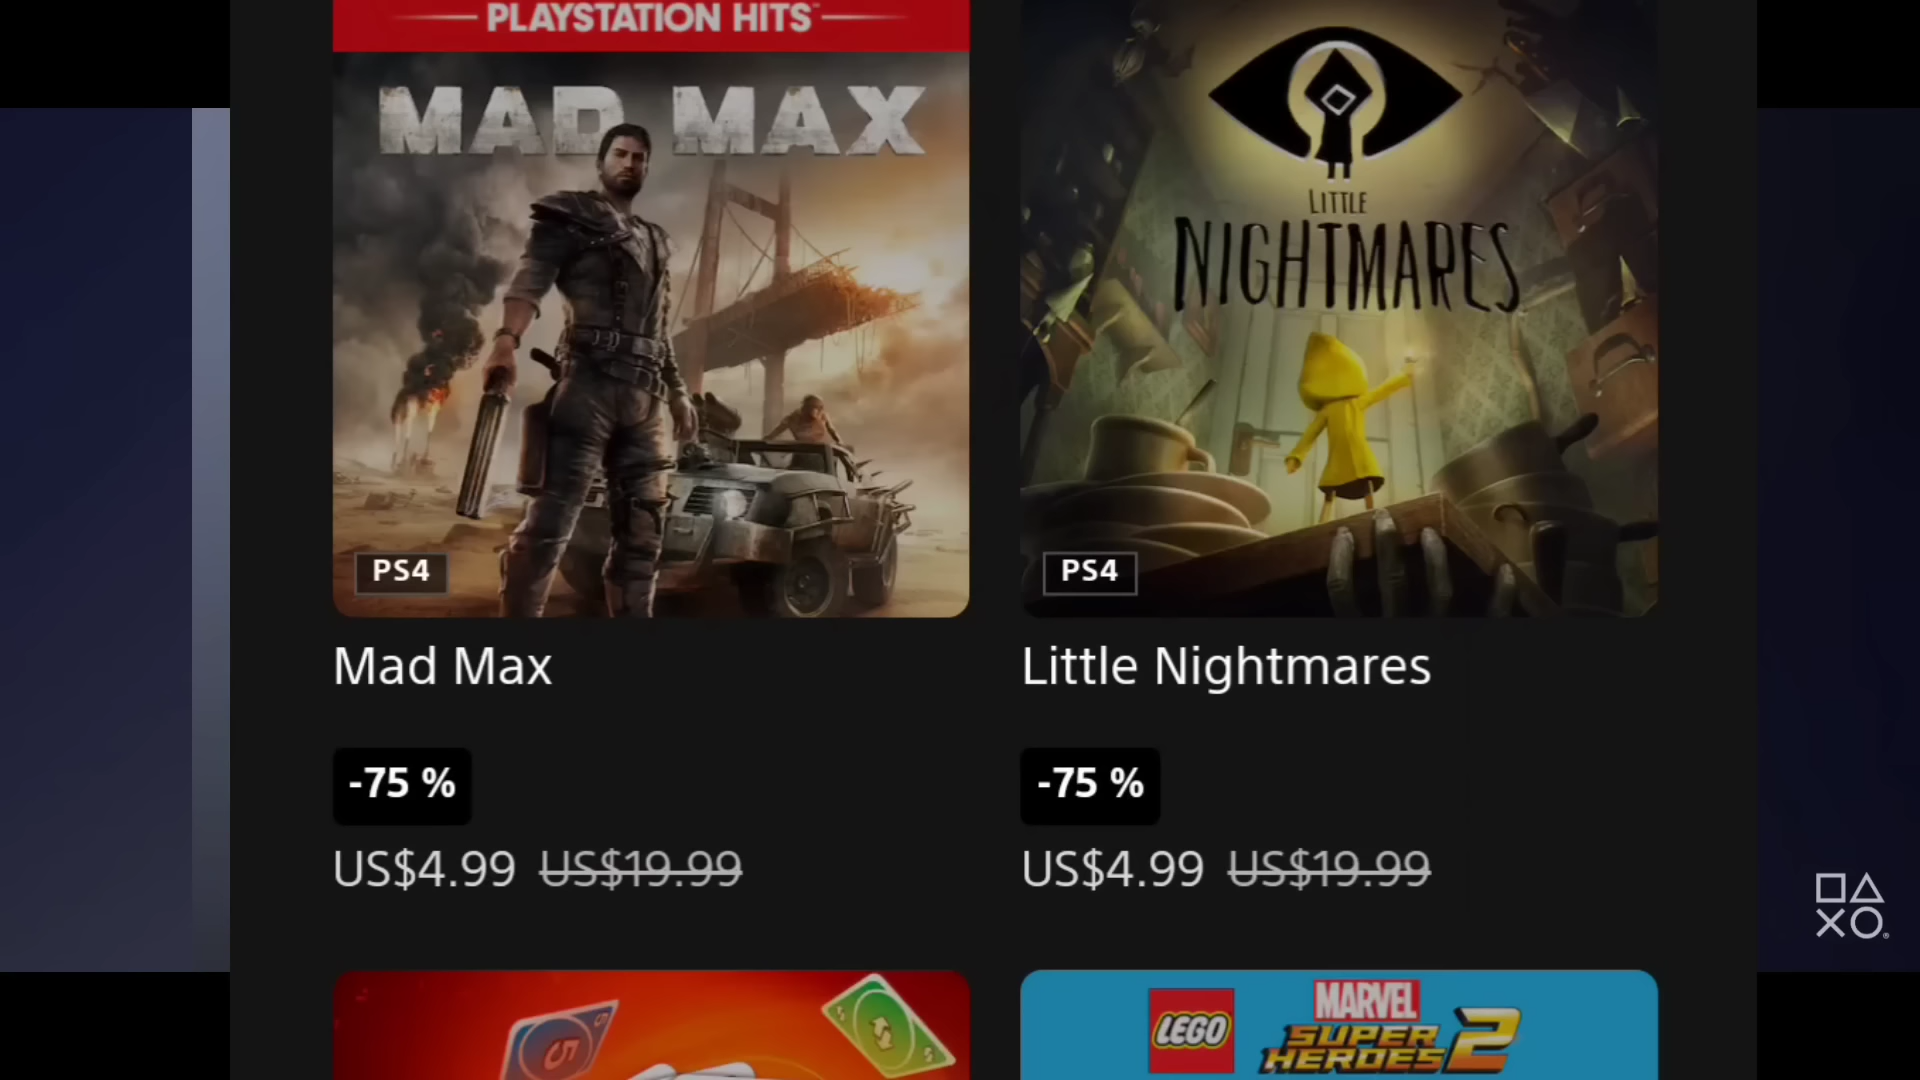 PLAYSTATION HITS
MAD MAX
PS4
Mad Max
-75 %
US$4.99 US$19.99
LITTLE
NIGHTMARES
PS4
Little Nightmares
-75 %
US$4.99 US$19.99
5
LEGO
MARVEL
SUPER
HEROES 2